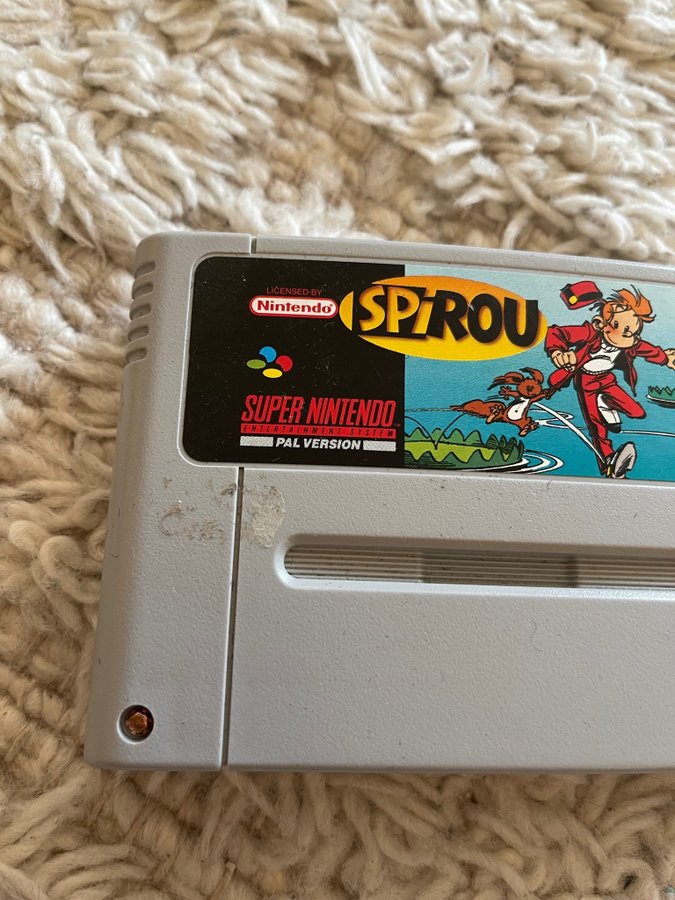 LICENSED BY
Nintendo
SPIROU
SUPER NINTENDO
ENTERTAINMENT SYSTEM
PAL VERSION